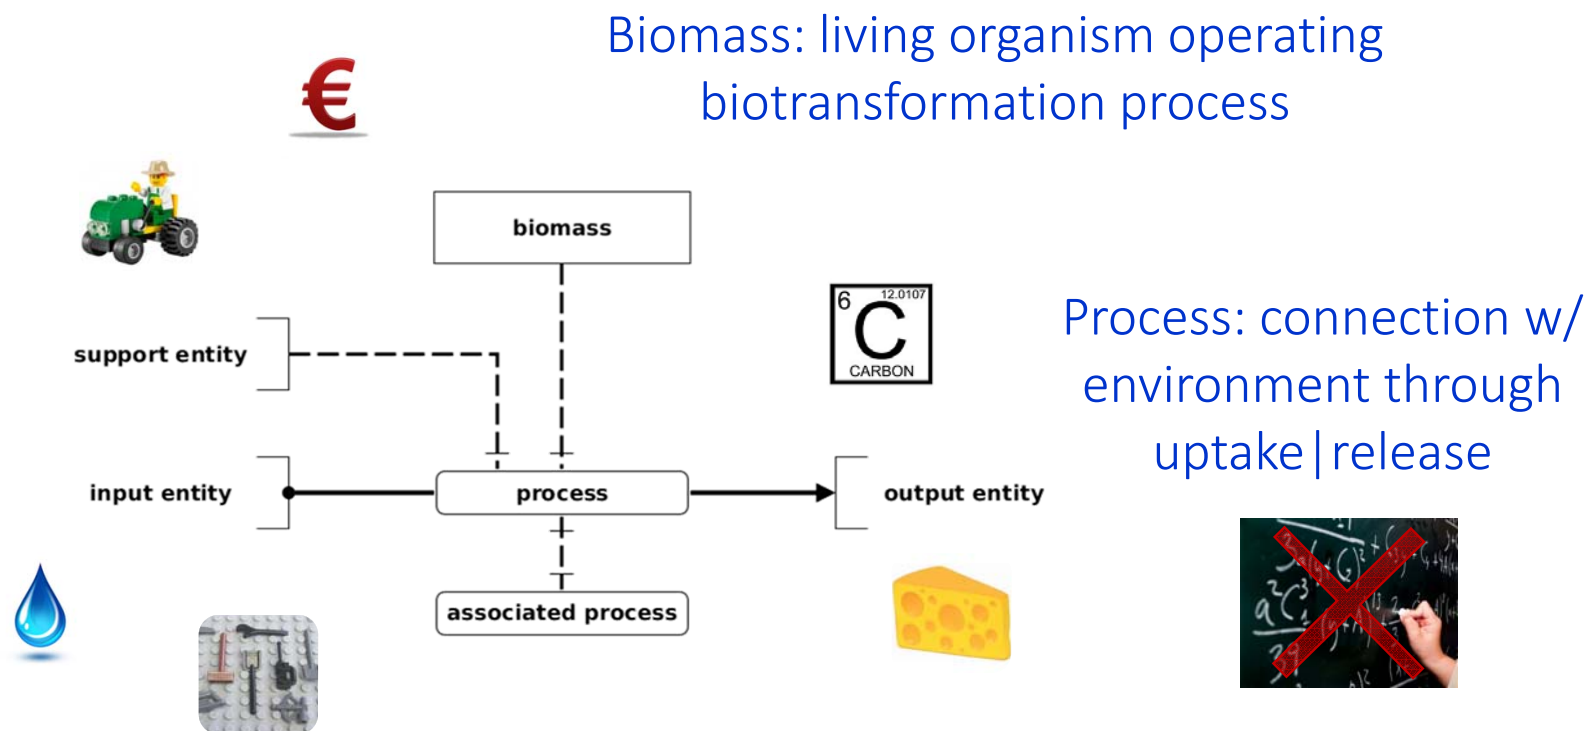 Biomass: living organism operating
biotransformation process
€
biomass
6 12.0107
C
CARBON
support entity
Process: connection w/
environment through
uptake|release
input entity
process
output entity
associated process